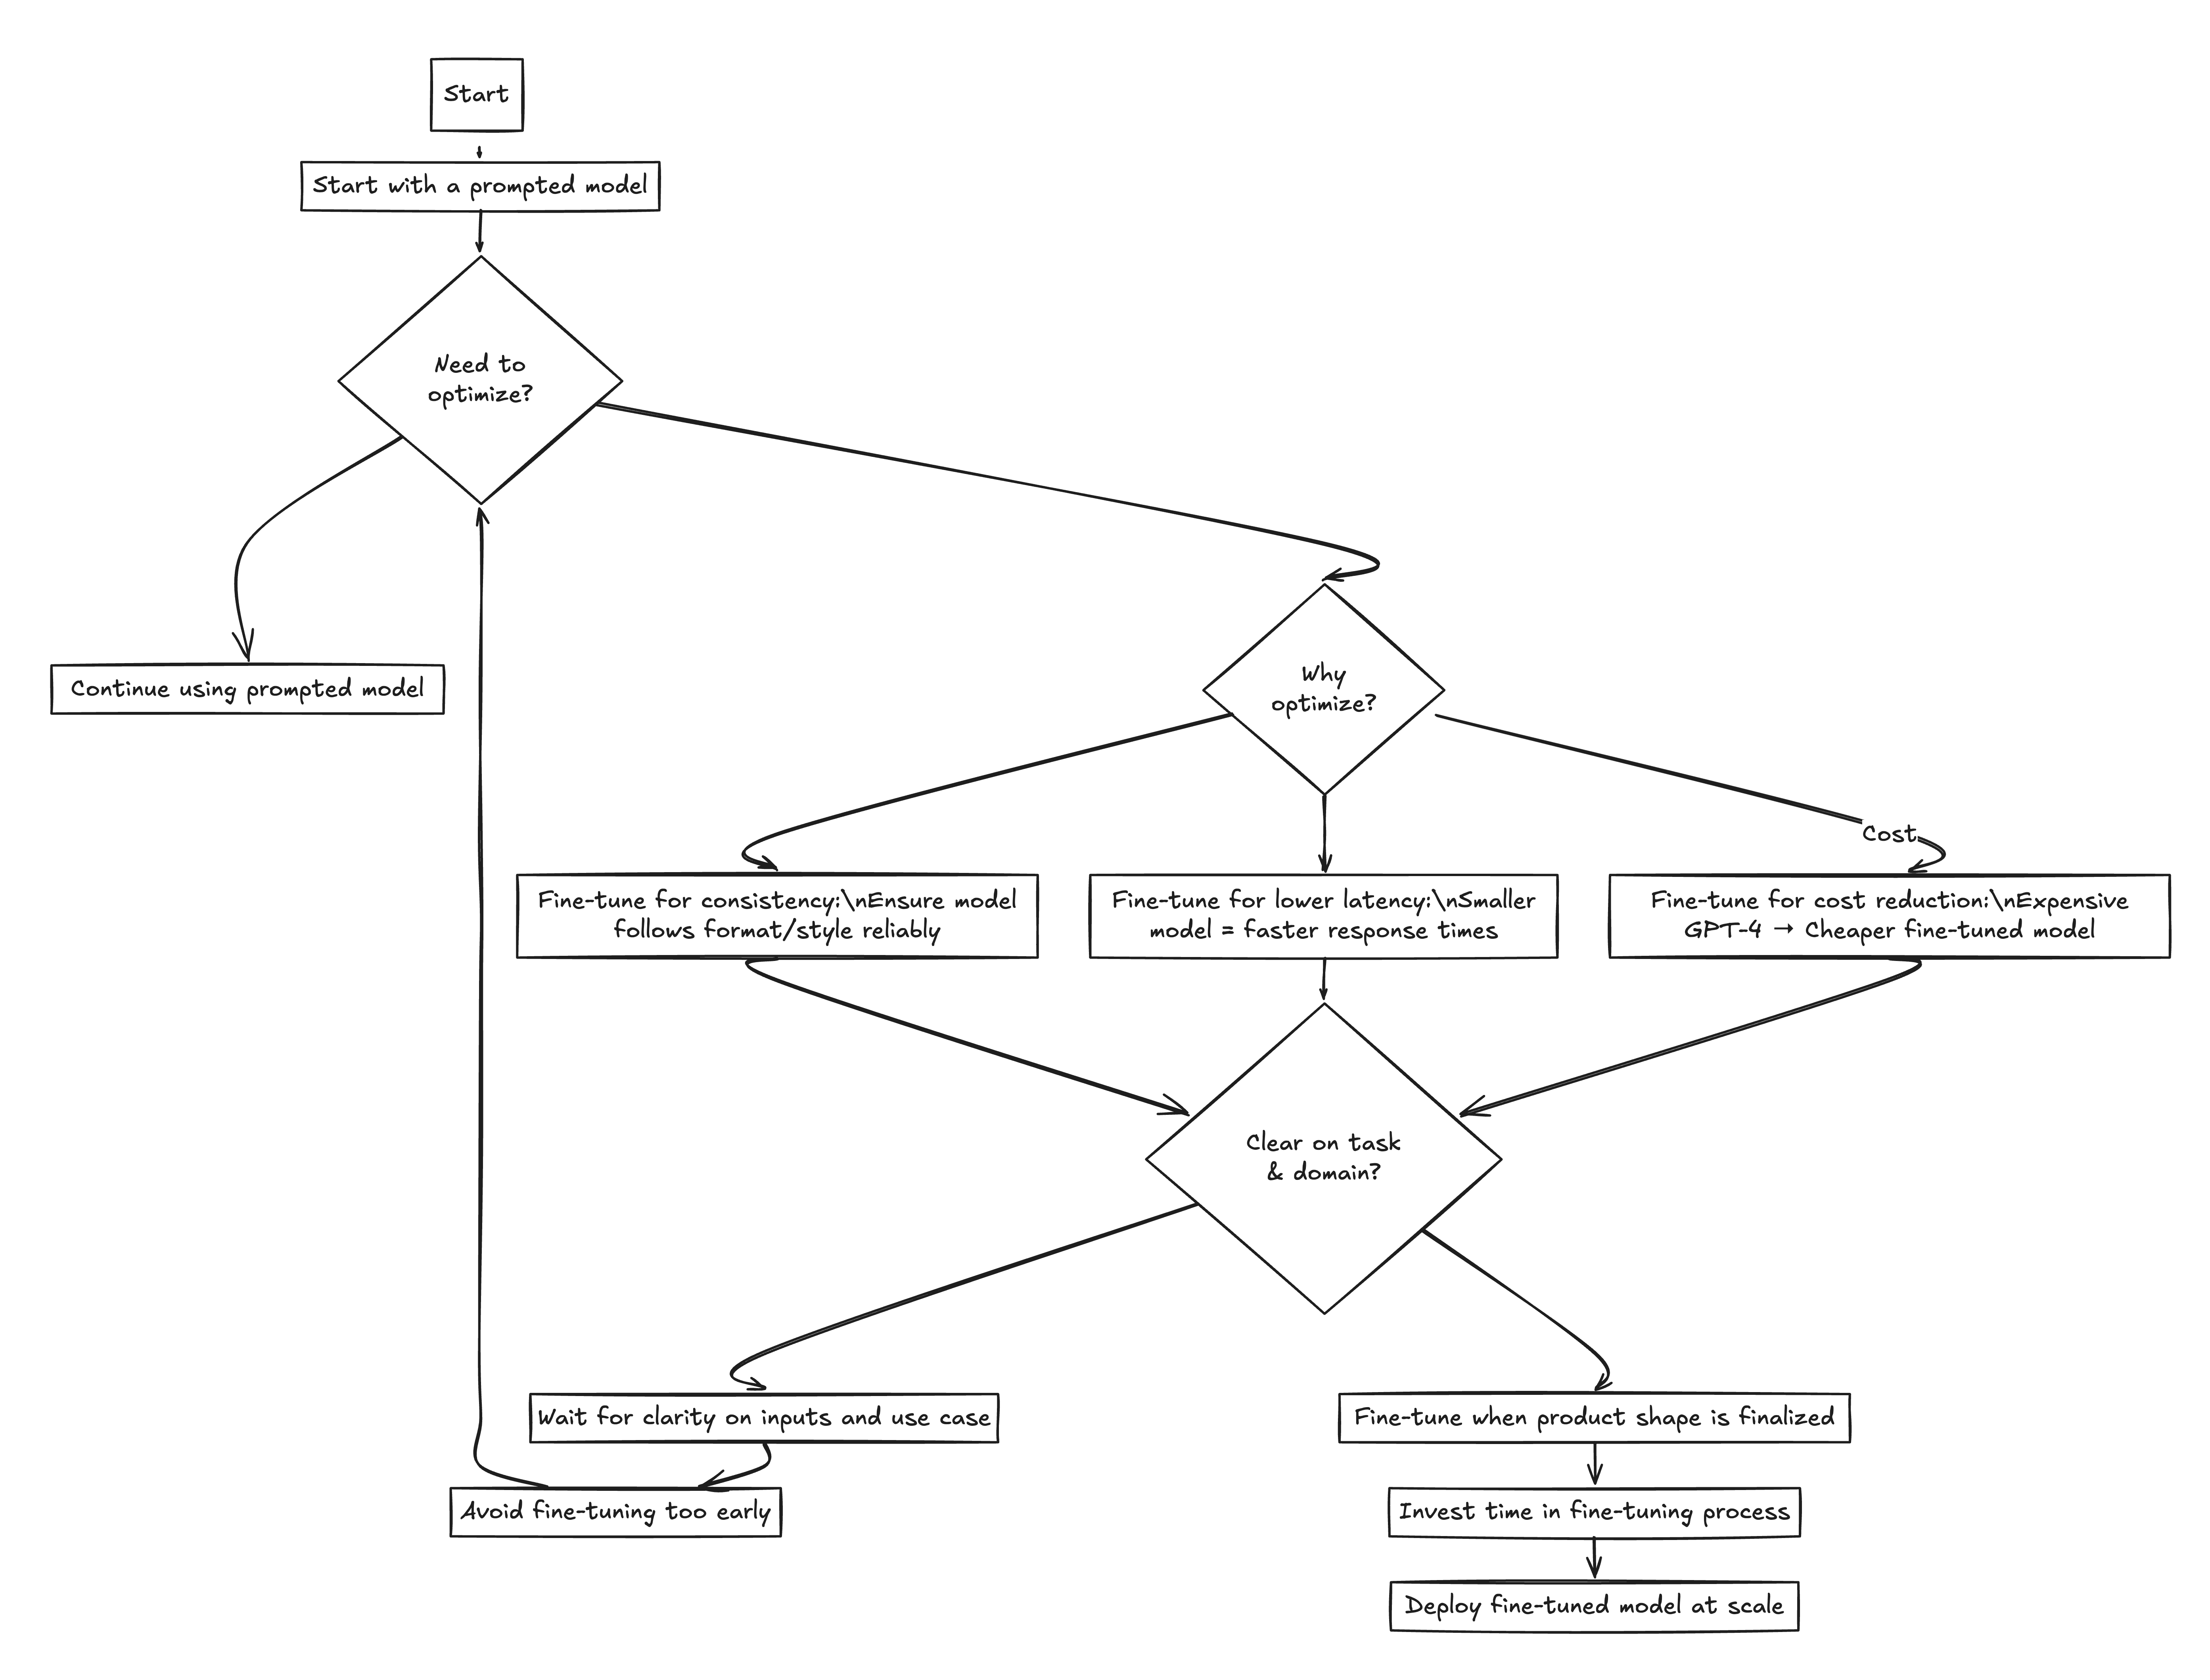 Start
Start with a prompted model
Need to
optimize?
Continue using prompted model
Why
optimize?
Cost
Fine-tune for consistency:\nEnsure model
follows format/style reliably
Fine-tune for lower latency:\nSmaller
model = faster response times
Fine-tune for cost reduction:\nExpensive
GPT-4 → Cheaper fine-tuned model
Clear on task
& domain?
Wait for clarity on inputs and use case
Fine-tune when product shape is finalized
Avoid fine-tuning too early
Invest time in fine-tuning process
Deploy fine-tuned model at scale